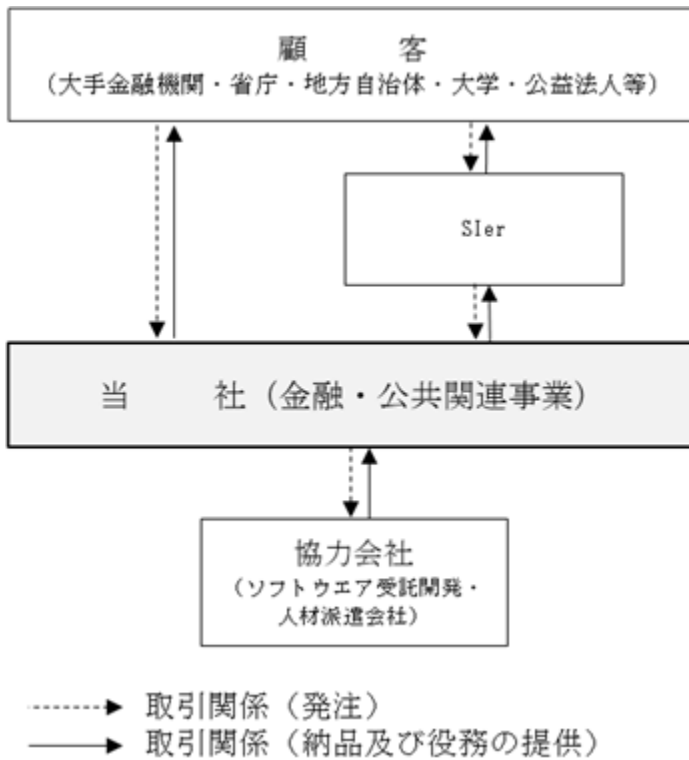 顧　　　客
（大手金融機関・省庁・地方自治体・大学・公益法人等）
SIer
当　　　社（金融・公共関連事業）
協力会社
（ソフトウエア受託開発・
人材派遣会社）
取引関係（発注）
取引関係（納品及び役務の提供）